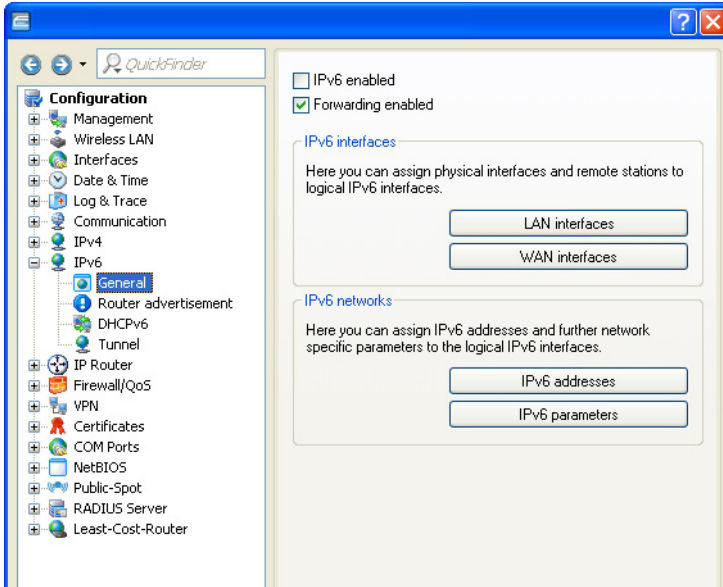 QuickFinder
Configuration
Management
Wireless LAN
Interfaces
Date & Time
Log & Trace
Communication
IPv4
IPv6
General
Router advertisement
DHCPv6
Tunnel
IP Router
Firewall/QoS
VPN
Certificates
COM Ports
NetBIOS
Public-Spot
RADIUS Server
Least-Cost-Router
IPv6 enabled
Forwarding enabled
IPv6 interfaces
Here you can assign physical interfaces and remote stations to
logical IPv6 interfaces.
LAN interfaces
WAN interfaces
IPv6 networks
Here you can assign IPv6 addresses and further network
specific parameters to the logical IPv6 interfaces.
IPv6 addresses
IPv6 parameters